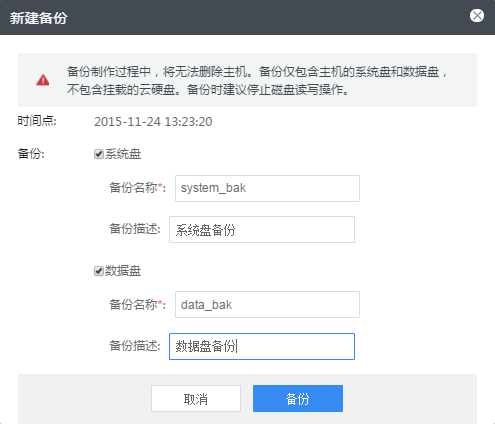 新建备份
备份制作过程中，将无法删除主机。备份仅包含主机的系统盘和数据盘，
不包含挂载的云硬盘。备份时建议停止磁盘读写操作。
时间点: 2015-11-24 13:23:20
备份: 系统盘
备份名称*: system_bak
备份描述: 系统盘备份
数据盘
备份名称*: data_bak
备份描述: 数据盘备份
取消 备份